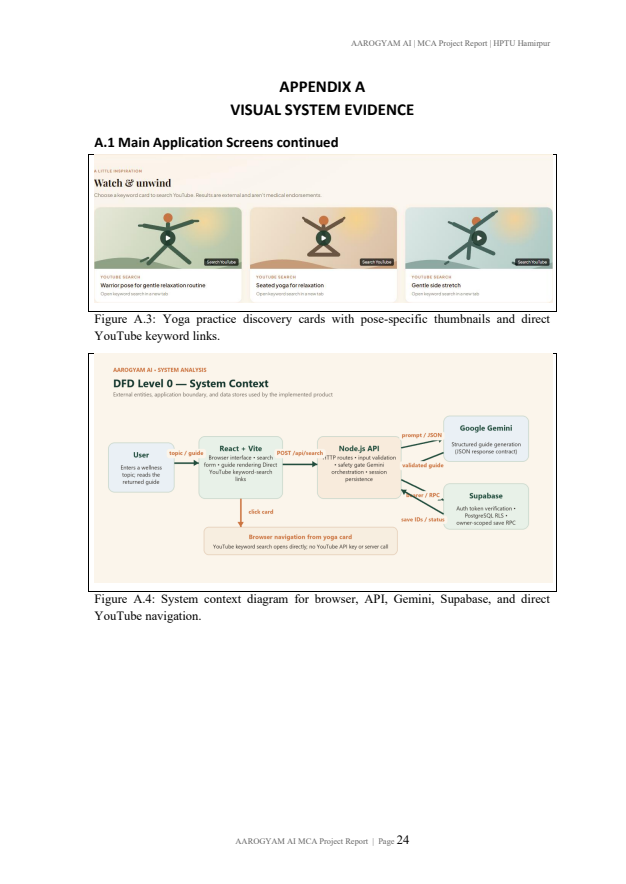 AAROGYAM AI | MCA Project Report | HPTU Hamirpur
APPENDIX A
VISUAL SYSTEM EVIDENCE
A.1 Main Application Screens continued
A LITTLE INSPIRATION
Watch & unwind
Choose a keyword card to search YouTube. Results are external and aren't medical endorsements.
Search YouTube
Search YouTube
Search YouTube
YOUTUBE SEARCH
Warrior pose for gentle relaxation routine
Open keyword search in a new tab
YOUTUBE SEARCH
Seated yoga for relaxation
Open keyword search in a new tab
YOUTUBE SEARCH
Gentle side stretch
Open keyword search in a new tab
Figure A.3: Yoga practice discovery cards with pose-specific thumbnails and direct
YouTube keyword links.
AAROGYAM AI • SYSTEM ANALYSIS
DFD Level 0 — System Context
External entities, application boundary, and data stores used by the implemented product
User
Enters a wellness
topic; reads the
returned guide
topic / guide
React + Vite
Browser interface • search
form • guide rendering Direct
YouTube keyword-search
links
POST /api/search
Node.js API
HTTP routes • input validation
• safety gate Gemini
orchestration • session
persistence
prompt / JSON
validated guide
Google Gemini
Structured guide generation
(JSON response contract)
Bearer / RPC
save IDs / status
Supabase
Auth token verification •
PostgreSQL RLS •
owner-scoped save RPC
click card
Browser navigation from yoga card
YouTube keyword search opens directly; no YouTube API key or server call
Figure A.4: System context diagram for browser, API, Gemini, Supabase, and direct
YouTube navigation.
AAROGYAM AI MCA Project Report | Page 24